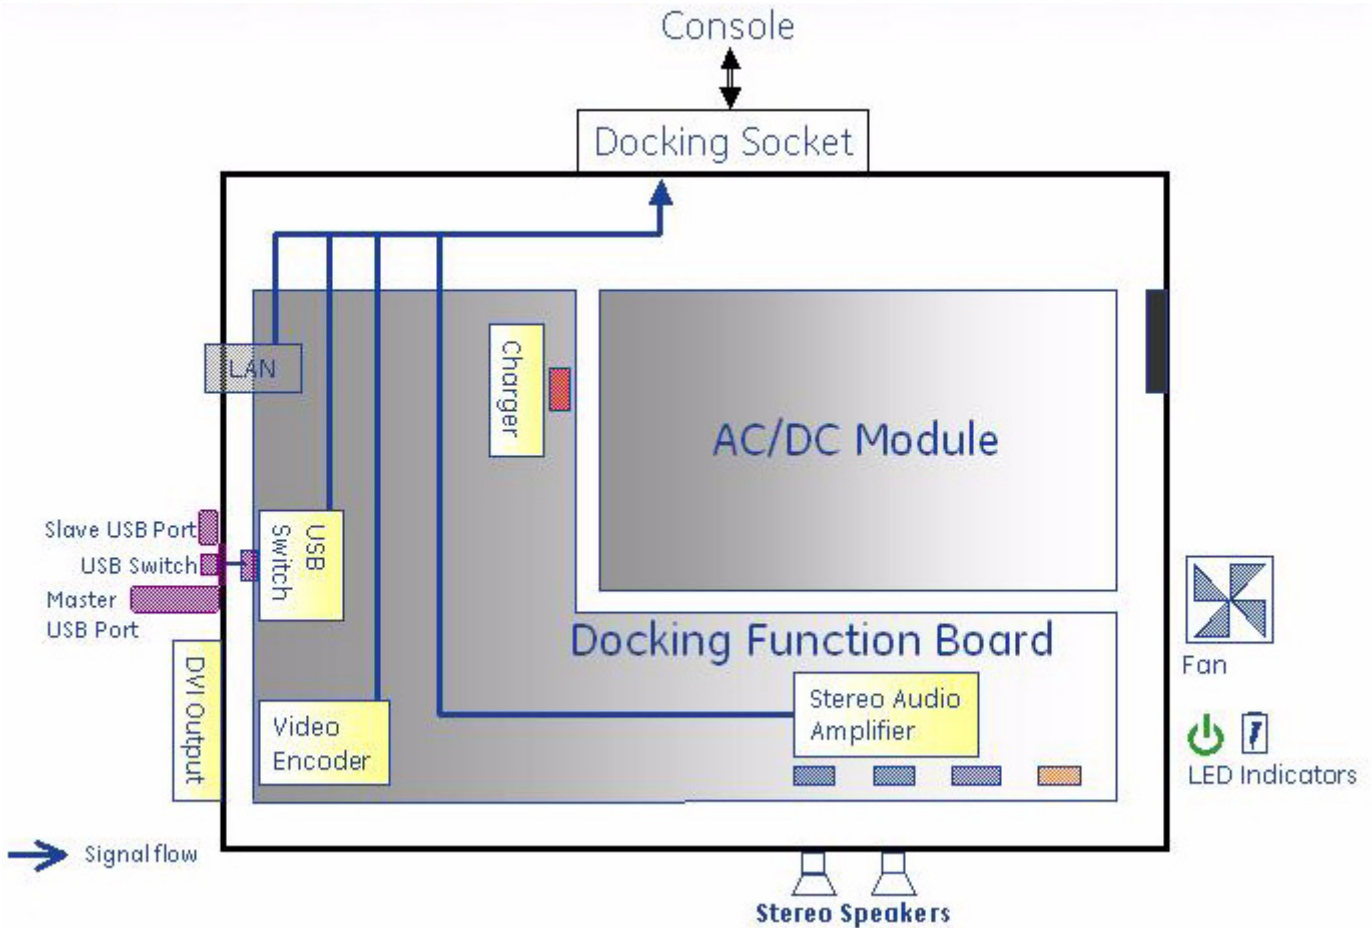 Console
Docking Socket
LAN
Charger
AC/DC Module
Slave USB Port
USB Switch
Master
USB Port
USB
Switch
Docking Function Board
Fan
DVI Output
Video
Encoder
Stereo Audio
Amplifier
LED Indicators
Signal flow
Stereo Speakers